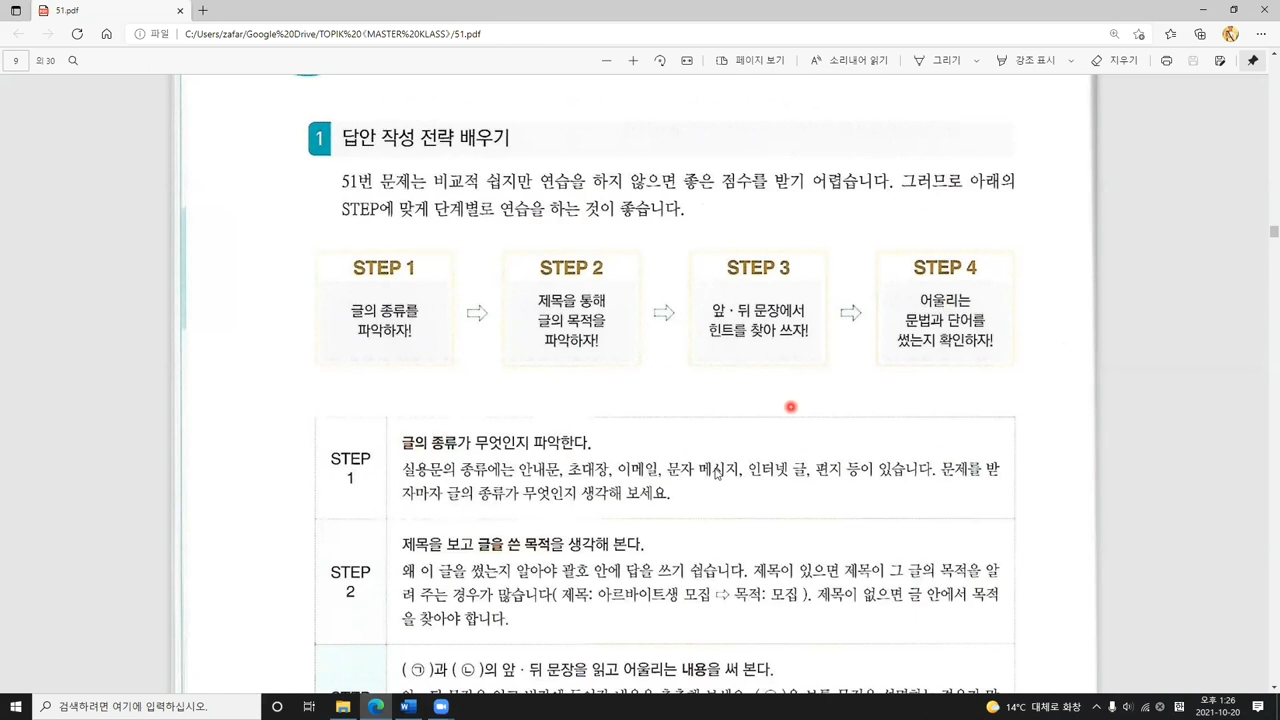 51.pdf
파일
C:/Users/zafar/Google%20Drive/TOPIK%20《MASTER%20KLASS》/51.pdf
9 의 30
페이지 보기
소리내어 읽기
그리기
강조 표시
지우기
1 답안 작성 전략 배우기
51번 문제는 비교적 쉽지만 연습을 하지 않으면 좋은 점수를 받기 어렵습니다. 그러므로 아래의
STEP에 맞게 단계별로 연습을 하는 것이 좋습니다.
STEP 1
글의 종류를
파악하자!
STEP 2
제목을 통해
글의 목적을
파악하자!
STEP 3
앞 · 뒤 문장에서
힌트를 찾아 쓰자!
STEP 4
어울리는
문법과 단어를
썼는지 확인하자!
STEP
1
글의 종류가 무엇인지 파악한다.
실용문의 종류에는 안내문, 초대장, 이메일, 문자 메시지, 인터넷 글, 편지 등이 있습니다. 문제를 받
자마자 글의 종류가 무엇인지 생각해 보세요.
STEP
2
제목을 보고 글을 쓴 목적을 생각해 본다.
왜 이 글을 썼는지 알아야 괄호 안에 답을 쓰기 쉽습니다. 제목이 있으면 제목이 그 글의 목적을 알
려 주는 경우가 많습니다( 제목: 아르바이트생 모집 ⇨ 목적: 모집 ). 제목이 없으면 글 안에서 목적
을 찾아야 합니다.
( ㉠ )과 ( ㉡ )의 앞 · 뒤 문장을 읽고 어울리는 내용을 써 본다.
STEP
검색하려면 여기에 입력하십시오.
14°C 대체로 화창
오후 1:26
2021-10-20